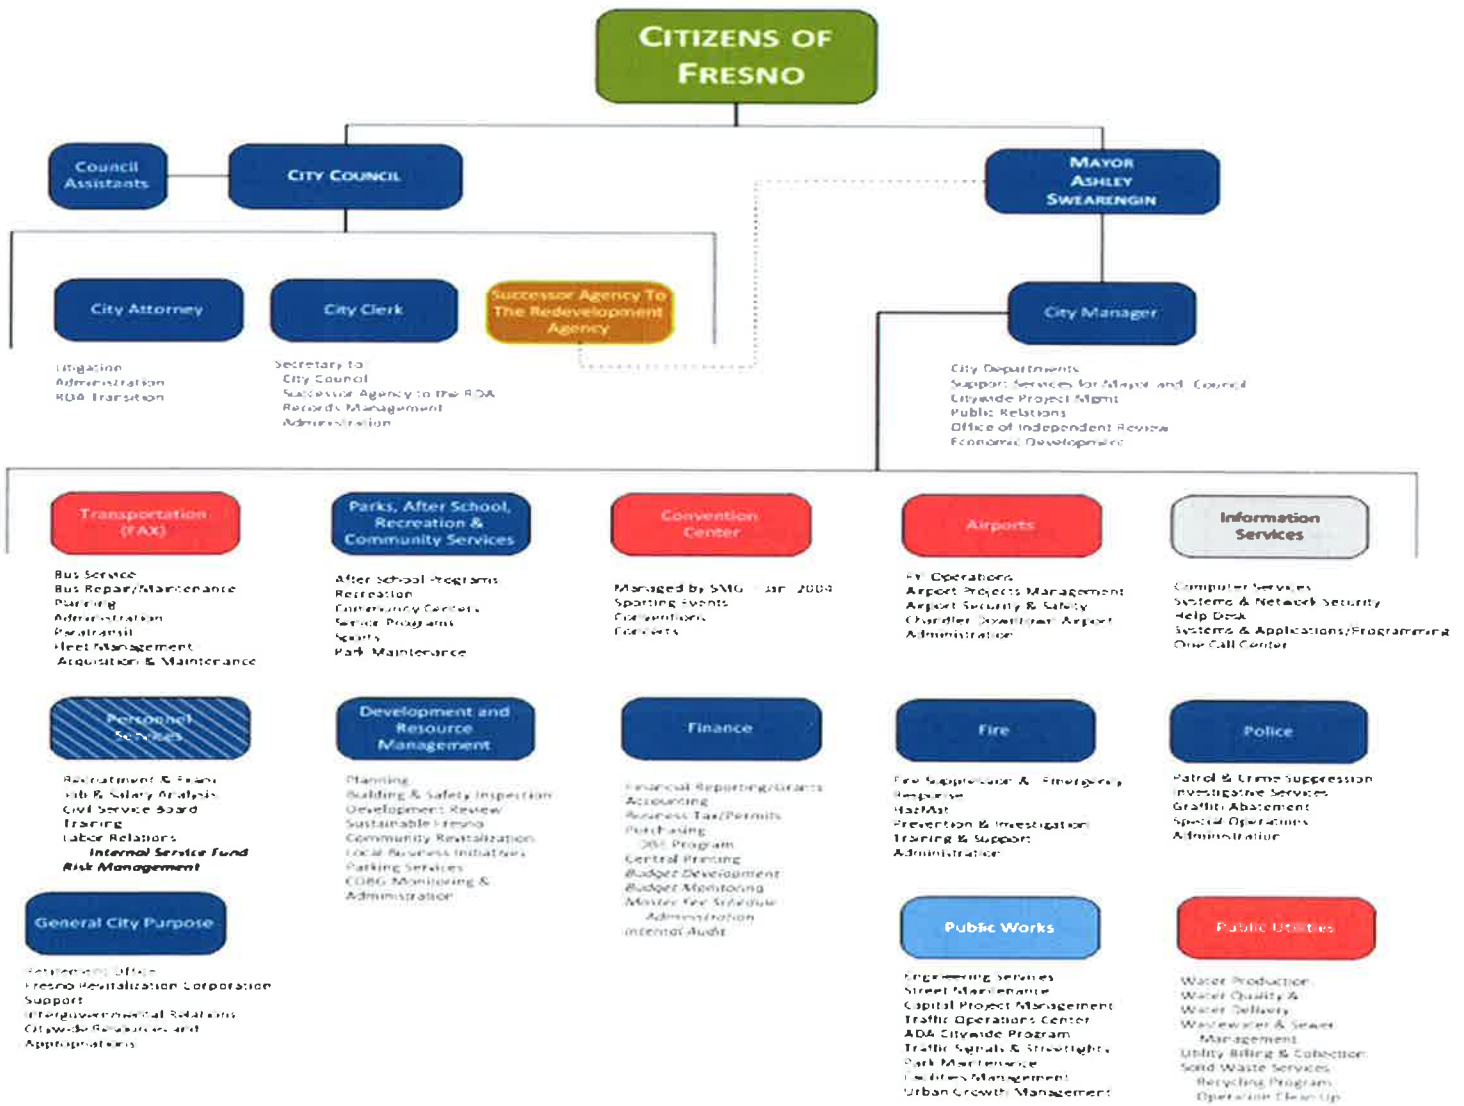 CITIZENS OF
FRESNO
Council
Assistants
CITY COUNCIL
MAYOR
ASHLEY
SWEARENGIN
City Attorney
City Clerk
Successor Agency To
The Redevelopment
Agency
City Manager
Litigation
Administration
RDA Transition
Secretary to
City Council
Successor Agency to the RDA
Records Management
Administration
City Departments
Support Services for Mayor and Council
Citywide Project Mgmt
Public Relations
Office of Independent Review
Economic Development
Transportation
(FAX)
Parks, After School,
Recreation &
Community Services
Convention
Center
Airports
Information
Services
Bus Service
Bus Repair/Maintenance
Planning
Administration
Paratransit
Fleet Management
Acquisition & Maintenance
After School Programs
Recreation
Community Centers
Senior Programs
Sports
Park Maintenance
Managed by SMG - Jan 2004
Sporting Events
Conventions
Concerts
FYI Operations
Airport Projects Management
Airport Security & Safety
Chandler Downtown Airport
Administration
Computer Services
Systems & Network Security
Help Desk
Systems & Applications/Programming
One Call Center
Personnel
Services
Development and
Resource
Management
Finance
Fire
Police
Recruitment & Exams
Job & Salary Analysis
Civil Service Board
Training
Labor Relations
Internal Service Fund
Risk Management
Planning
Building & Safety Inspection
Development Review
Sustainable Fresno
Community Revitalization
Local Business Initiatives
Parking Services
CDBG Monitoring &
Administration
Financial Reporting/Grants
Accounting
Business Tax/Permits
Purchasing
DBE Program
Central Printing
Budget Development
Budget Monitoring
Master Fee Schedule
Administration
Internal Audit
Fire Suppression & Emergency
Response
HazMat
Prevention & Investigation
Training & Support
Administration
Patrol & Crime Suppression
Investigative Services
Graffiti Abatement
Special Operations
Administration
General City Purpose
Public Works
Public Utilities
Retirement Office
Fresno Revitalization Corporation
Support
Intergovernmental Relations
Citywide Resources and
Appropriations
Engineering Services
Street Maintenance
Capital Project Management
Traffic Operations Center
ADA Citywide Program
Traffic Signals & Streetlights
Park Maintenance
Facilities Management
Urban Growth Management
Water Production
Water Quality &
Water Delivery
Wastewater & Sewer
Management
Utility Billing & Collection
Solid Waste Services
Recycling Program
Operation Clean Up